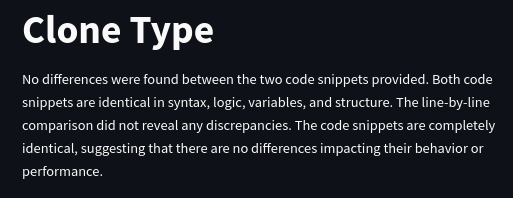 Clone Type
No differences were found between the two code snippets provided. Both code
snippets are identical in syntax, logic, variables, and structure. The line-by-line
comparison did not reveal any discrepancies. The code snippets are completely
identical, suggesting that there are no differences impacting their behavior or
performance.